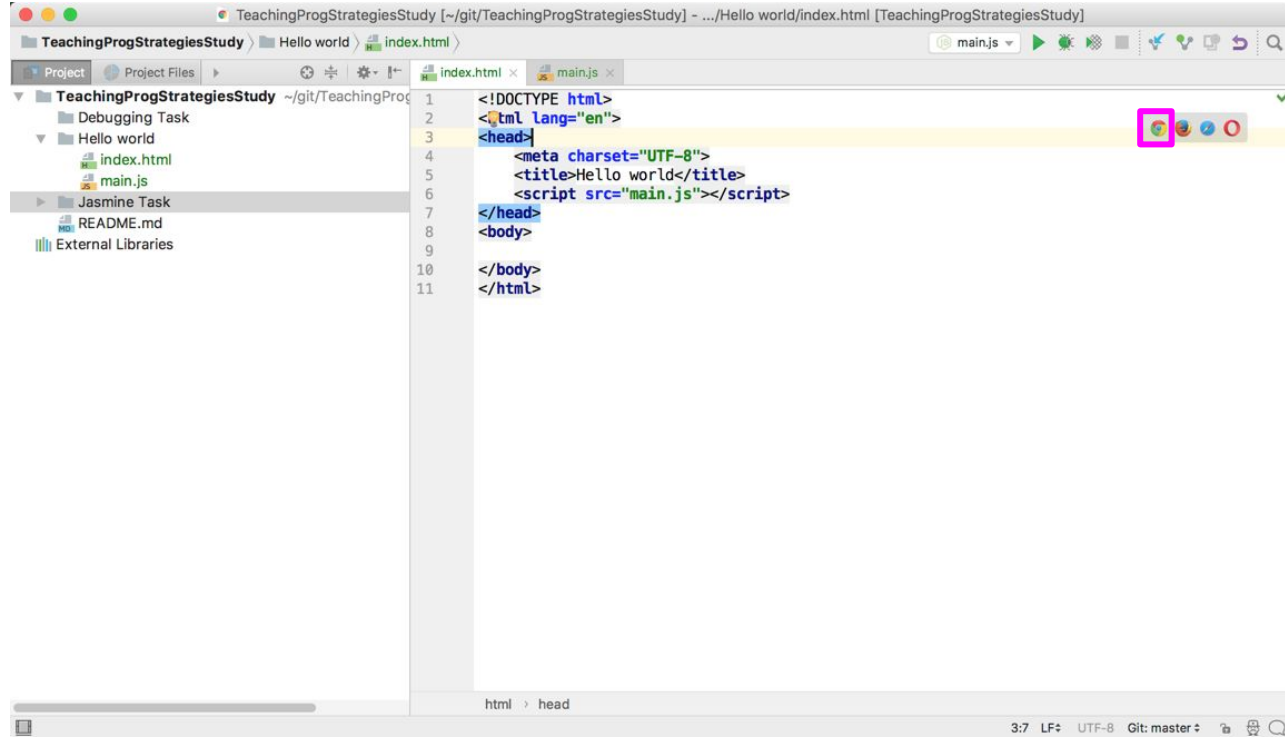 TeachingProgStrategiesStudy [~/git/TeachingProgStrategiesStudy] - .../Hello world/index.html [TeachingProgStrategiesStudy]
TeachingProgStrategiesStudy Hello world index.html main.js
Project Project Files index.html main.js
TeachingProgStrategiesStudy ~/git/TeachingProg
Debugging Task
Hello world
index.html
main.js
Jasmine Task
README.md
External Libraries
1 <!DOCTYPE html>
2 <tml lang="en">
3 <head>
4 <meta charset="UTF-8">
5 <title>Hello world</title>
6 <script src="main.js"></script>
7 </head>
8 <body>
9
10 </body>
11 </html>
html › head
3:7 LF UTF-8 Git: master